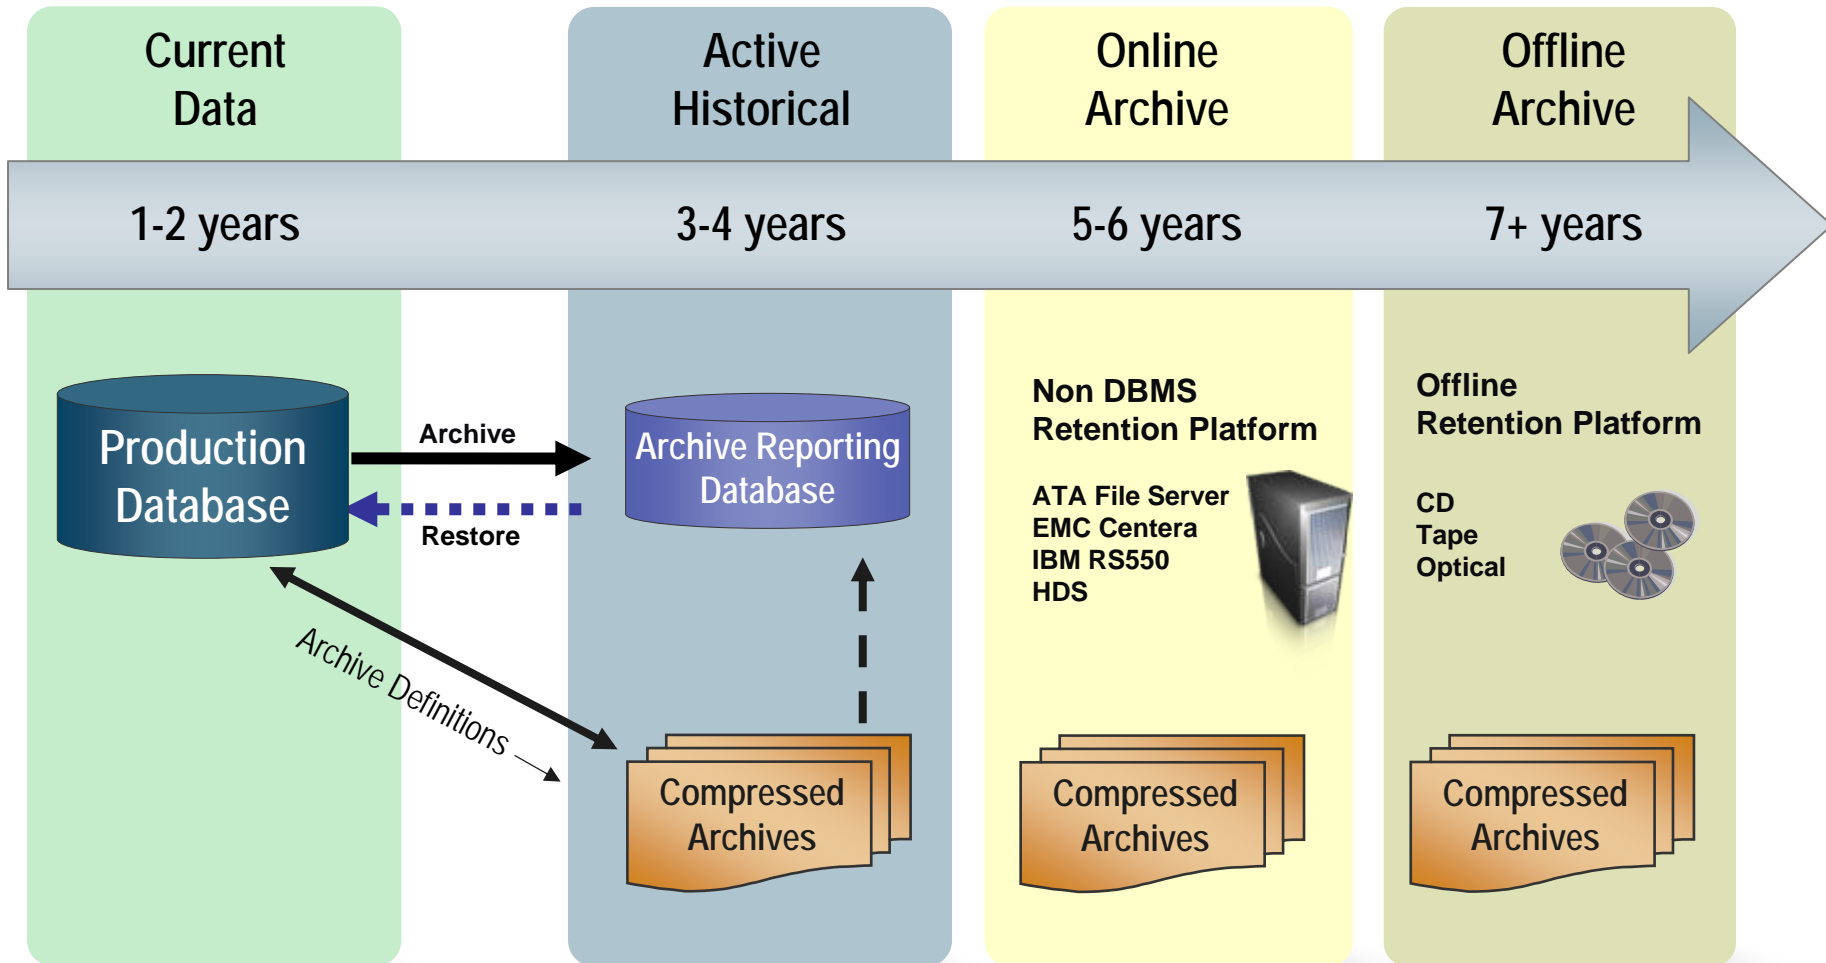 Current
Data
Active
Historical
Online
Archive
Offline
Archive
1-2 years
3-4 years
5-6 years
7+ years
Production
Database
Archive
Restore
Archive Reporting
Database
Archive Definitions
Compressed
Archives
Non DBMS
Retention Platform
ATA File Server
EMC Centera
IBM RS550
HDS
Compressed
Archives
Offline
Retention Platform
CD
Tape
Optical
Compressed
Archives